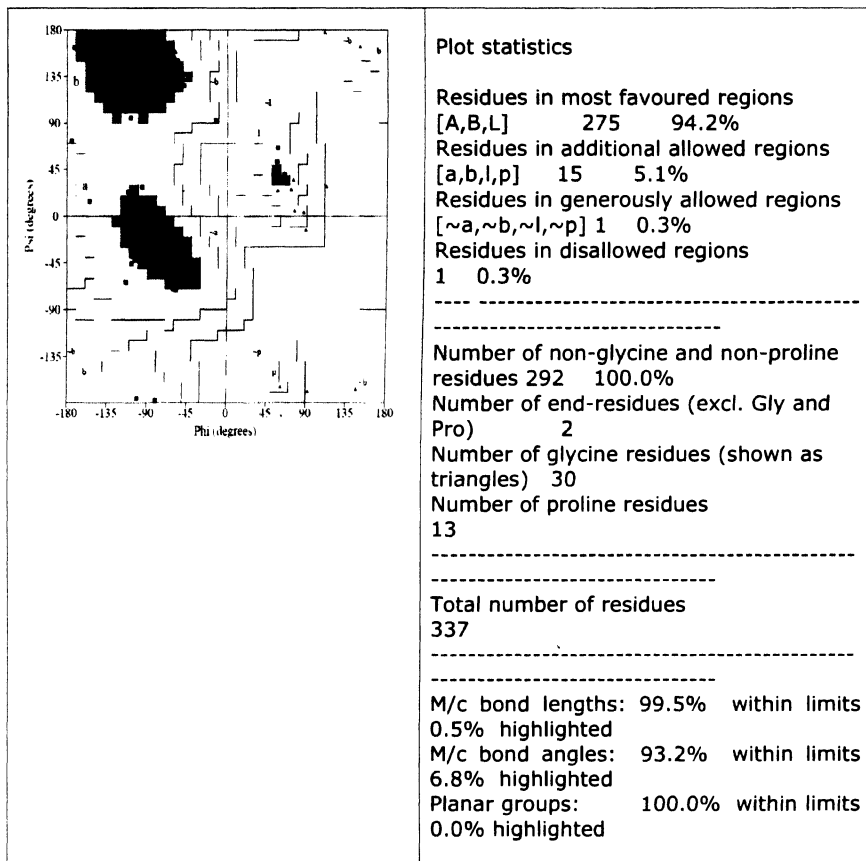 180
135
90
45
0
-45
-90
-135
Psi (degrees)
b
~b
~l
a
~a
~p
p
b
~b
-180 -135 -90 -45 0 45 90 135 180
Phi (degrees)
Plot statistics
Residues in most favoured regions
[A,B,L] 275 94.2%
Residues in additional allowed regions
[a,b,l,p] 15 5.1%
Residues in generously allowed regions
[~a,~b,~l,~p] 1 0.3%
Residues in disallowed regions
1 0.3%
Number of non-glycine and non-proline
residues 292 100.0%
Number of end-residues (excl. Gly and
Pro) 2
Number of glycine residues (shown as
triangles) 30
Number of proline residues
13
Total number of residues
337
M/c bond lengths: 99.5% within limits
0.5% highlighted
M/c bond angles: 93.2% within limits
6.8% highlighted
Planar groups: 100.0% within limits
0.0% highlighted